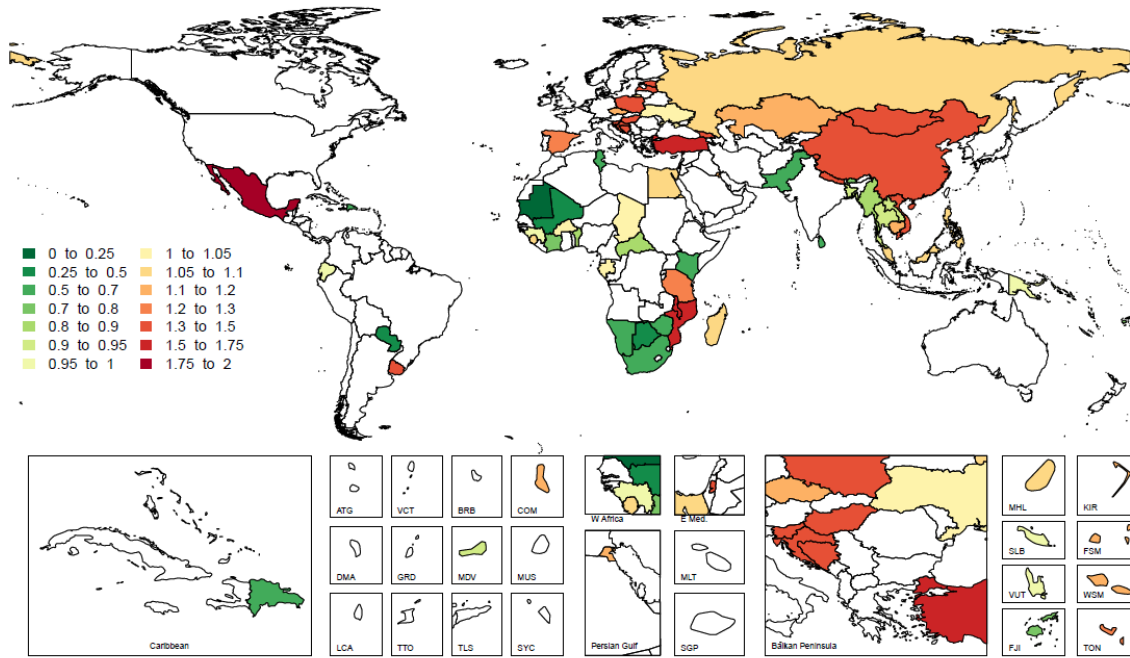 0 to 0.25
0.25 to 0.5
0.5 to 0.7
0.7 to 0.8
0.8 to 0.9
0.9 to 0.95
0.95 to 1
1 to 1.05
1.05 to 1.1
1.1 to 1.2
1.2 to 1.3
1.3 to 1.5
1.5 to 1.75
1.75 to 2
Caribbean
ATG
VCT
BRB
COM
DMA
GRD
MDV
MUS
LCA
TTO
TLS
SYC
W Africa
E Med.
Persian Gulf
MLT
SGP
Balkan Peninsula
MHL
KIR
SLB
FSM
VUT
WSM
FJI
TON